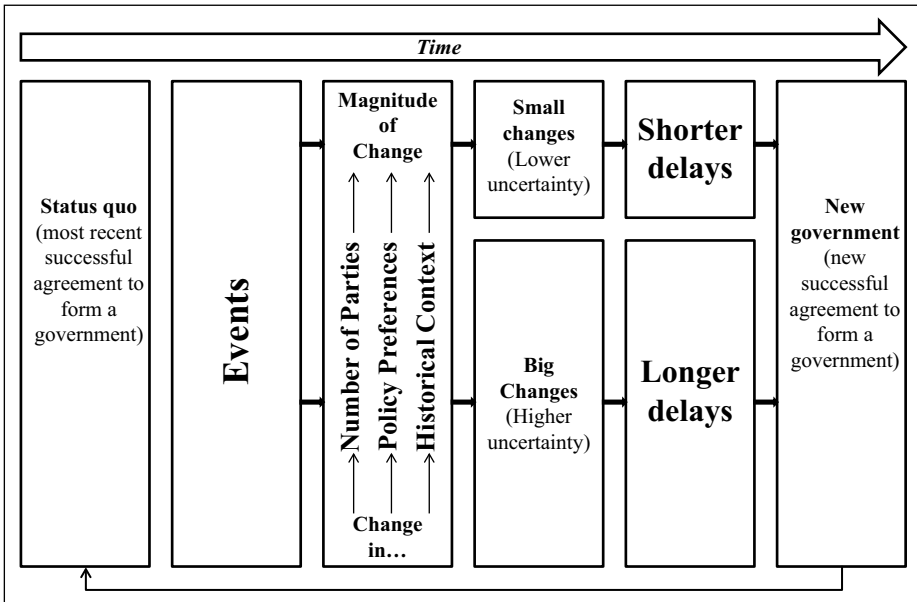 Time
Status quo
(most recent
successful
agreement to
form a
government)
Events
Magnitude
of
Change
Number of Parties
Policy Preferences
Historical Context
Change
in…
Small
changes
(Lower
uncertainty)
Big
Changes
(Higher
uncertainty)
Shorter
delays
Longer
delays
New
government
(new
successful
agreement to
form a
government)